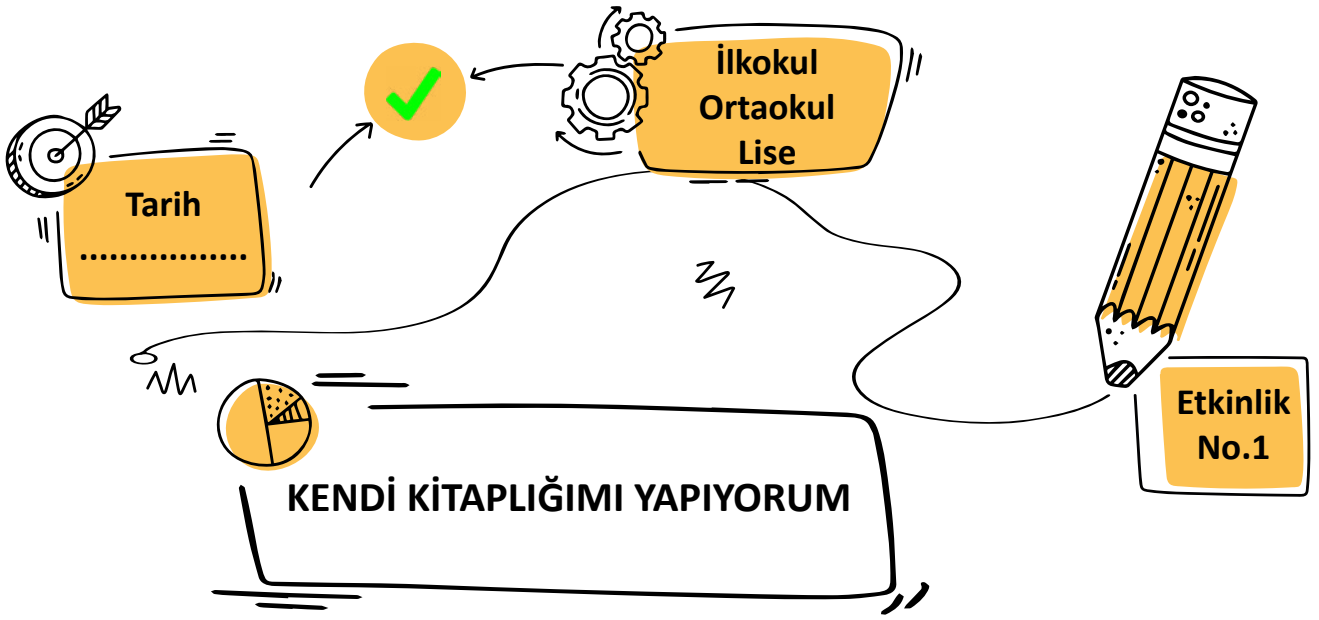 İlkokul
Ortaokul
Lise
Tarih
....................
Etkinlik
No.1
KENDİ KİTAPLIĞIMI YAPIYORUM